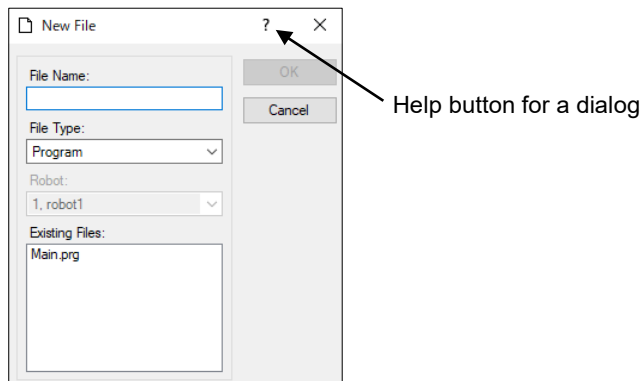 New File ? ×
File Name:
OK
Cancel
Help button for a dialog
File Type:
Program
Robot:
1, robot1
Existing Files:
Main.prg